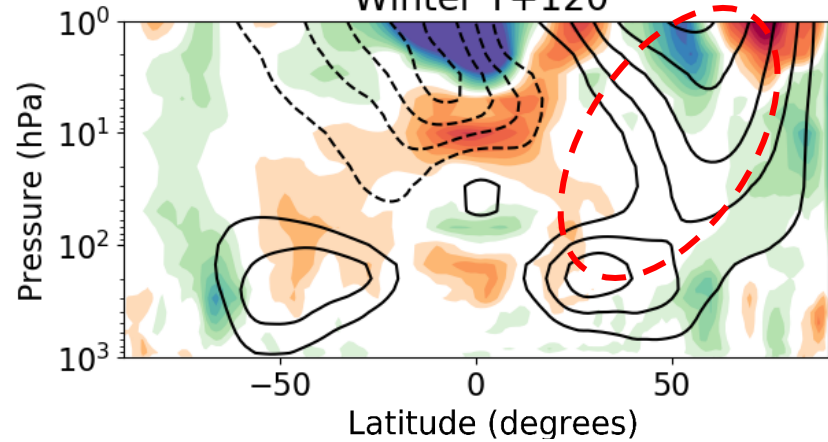 Winter T+120
10⁰
10¹
10²
10³
Pressure (hPa)
−50
0
50
Latitude (degrees)